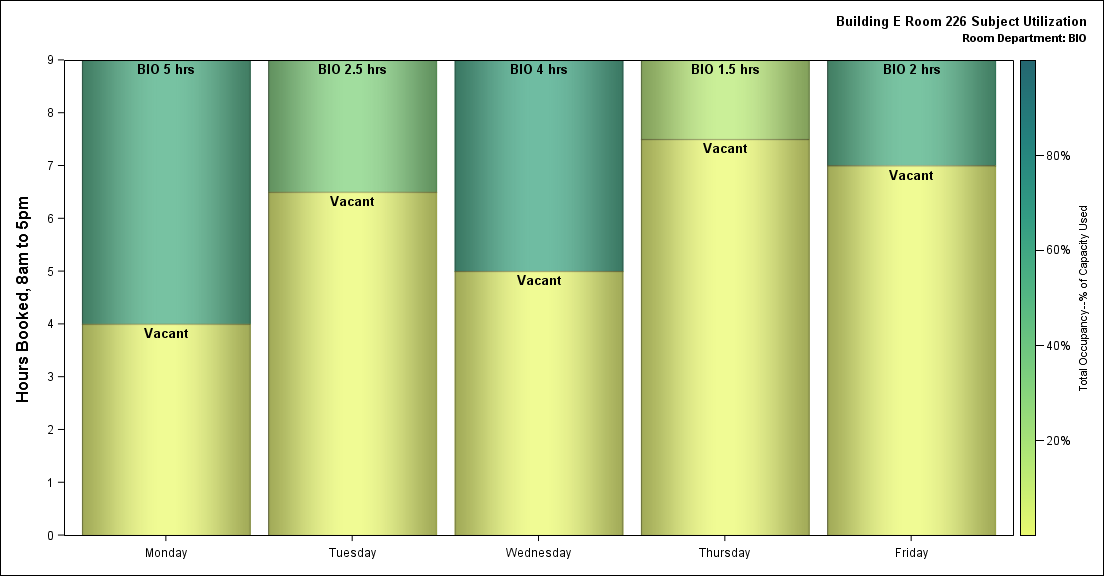 Building E Room 226 Subject Utilization
Room Department: BIO
Hours Booked, 8am to 5pm
9
8
7
6
5
4
3
2
1
0
BIO 5 hrs
Vacant
BIO 2.5 hrs
Vacant
BIO 4 hrs
Vacant
BIO 1.5 hrs
Vacant
BIO 2 hrs
Vacant
Monday
Tuesday
Wednesday
Thursday
Friday
80%
60%
40%
20%
Total Occupancy--% of Capacity Used